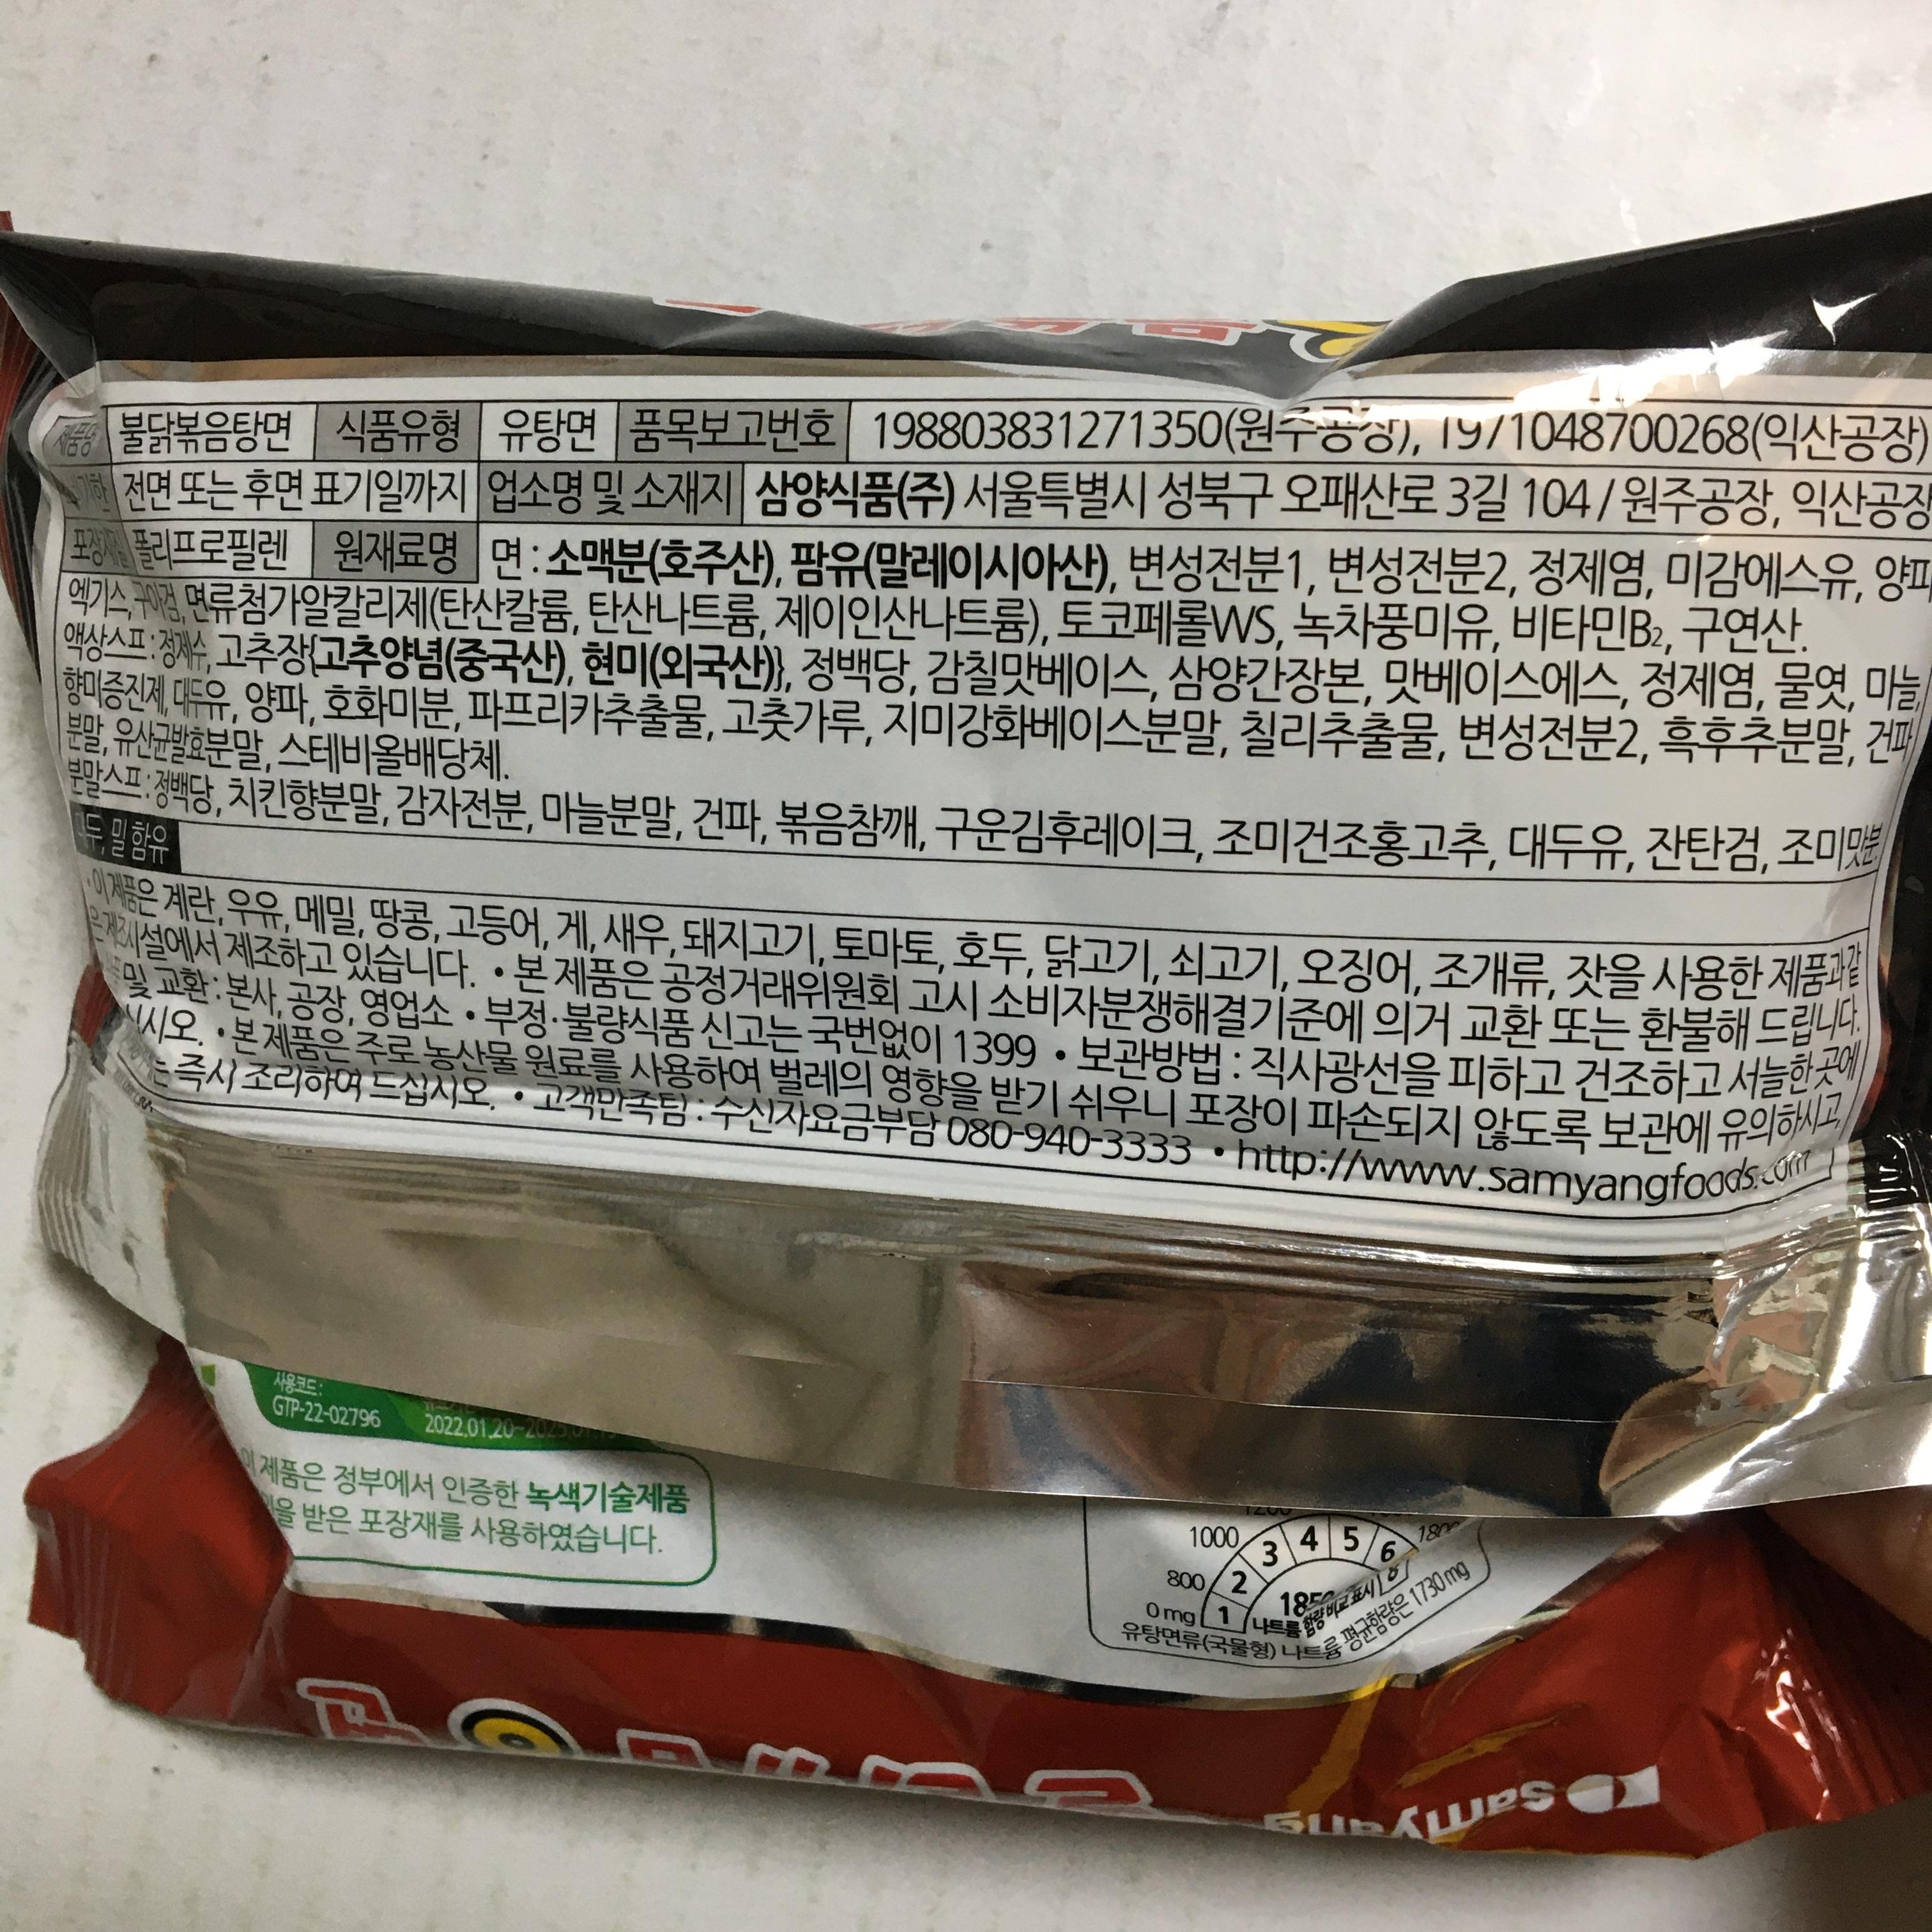 제품명 불닭볶음탕면 식품유형 유탕면 품목보고번호 198803831271350(원주공장), 1971048700268(익산공장)
전면 또는 후면 표기일까지 업소명 및 소재지 삼양식품(주) 서울특별시 성북구 오패산로 3길 104 / 원주공장, 익산공장
포장재질 폴리프로필렌 원재료명 면 : 소맥분(호주산), 팜유(말레이시아산), 변성전분1, 변성전분2, 정제염, 미감에스유, 양파
엑기스, 구아검, 면류첨가알칼리제(탄산칼륨, 탄산나트륨, 제이인산나트륨), 토코페롤WS, 녹차풍미유, 비타민B₂, 구연산.
액상스프 : 정제수, 고추장{고추양념(중국산), 현미(외국산)}, 정백당, 감칠맛베이스, 삼양간장본, 맛베이스에스, 정제염, 물엿, 마늘,
향미증진제, 대두유, 양파, 호화미분, 파프리카추출물, 고춧가루, 지미강화베이스분말, 칠리추출물, 변성전분2, 흑후추분말, 건파
분말, 유산균발효분말, 스테비올배당체.
분말스프 : 정백당, 치킨향분말, 감자전분, 마늘분말, 건파, 볶음참깨, 구운김후레이크, 조미건조홍고추, 대두유, 잔탄검, 조미맛분.
대두, 밀 함유
• 이 제품은 계란, 우유, 메밀, 땅콩, 고등어, 게, 새우, 돼지고기, 토마토, 호두, 닭고기, 쇠고기, 오징어, 조개류, 잣을 사용한 제품과 같
은 제조시설에서 제조하고 있습니다. • 본 제품은 공정거래위원회 고시 소비자분쟁해결기준에 의거 교환 또는 환불해 드립니다.
및 교환 : 본사, 공장, 영업소 • 부정·불량식품 신고는 국번없이 1399 • 보관방법 : 직사광선을 피하고 건조하고 서늘한 곳에
십시오. • 본 제품은 주로 농산물 원료를 사용하여 벌레의 영향을 받기 쉬우니 포장이 파손되지 않도록 보관에 유의하시고,
는 즉시 조리하여 드십시오. • 고객만족팀 : 수신자요금부담 080-940-3333 • http://www.samyangfoods.com
사용코드 :
GTP-22-02796
2022.01.20~
이 제품은 정부에서 인증한 녹색기술제품
을 받은 포장재를 사용하였습니다.
1000 3 4 5 6
800 2
0 mg 1 나트륨 함량 비교 표시
유탕면류(국물형) 나트륨 평균함량은 1730 mg
samyang